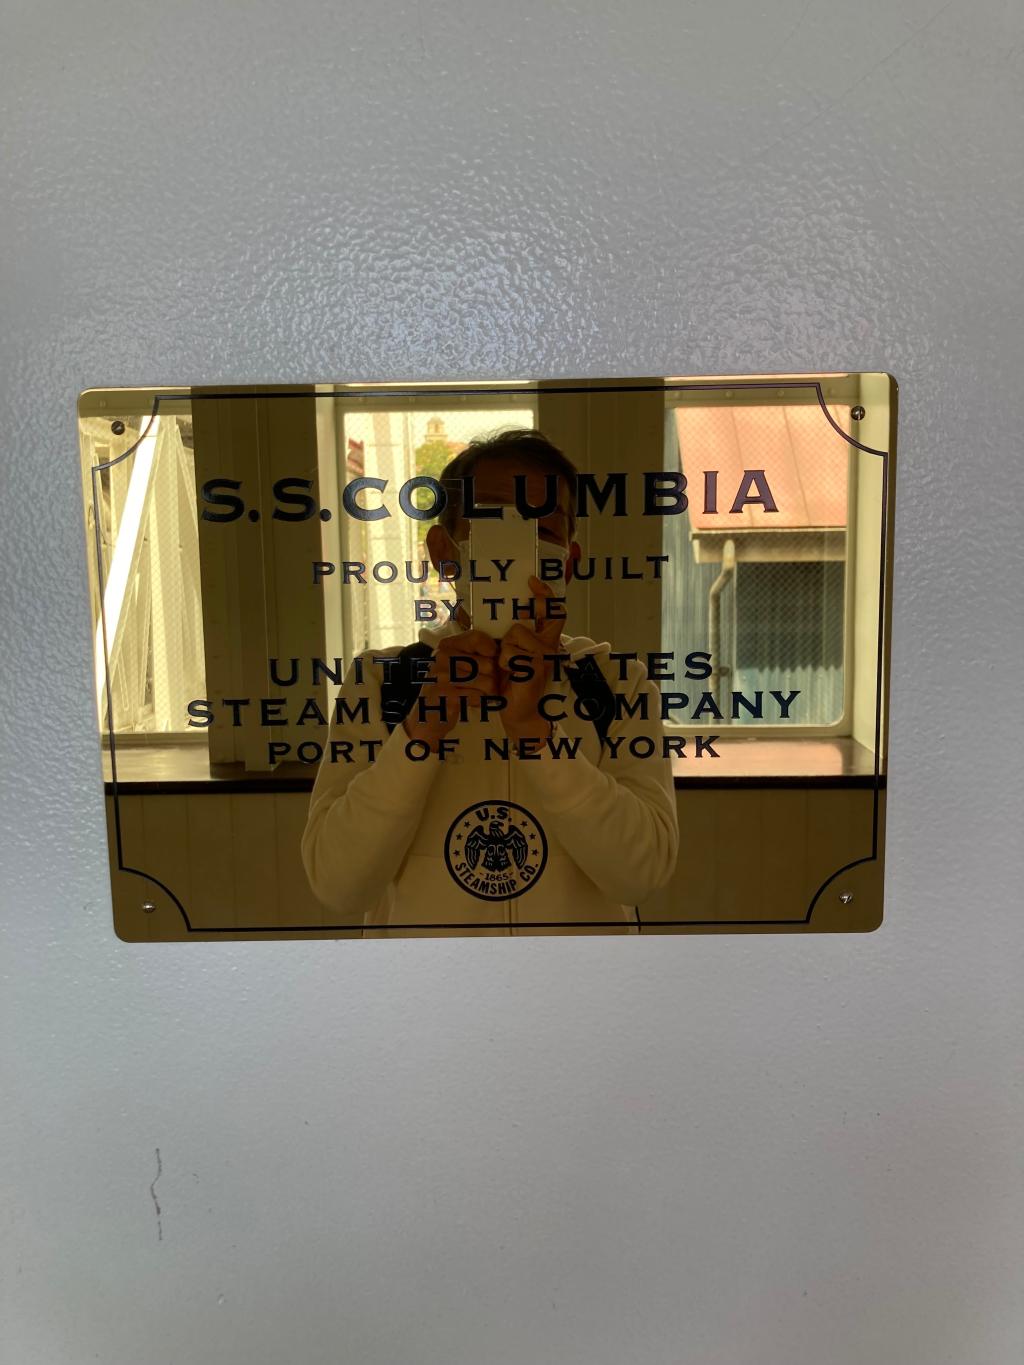 S.S.COLUMBIA
PROUDLY BUILT
BY THE
UNITED STATES
STEAMSHIP COMPANY
PORT OF NEW YORK
U.S.
-1865-
STEAMSHIP CO.